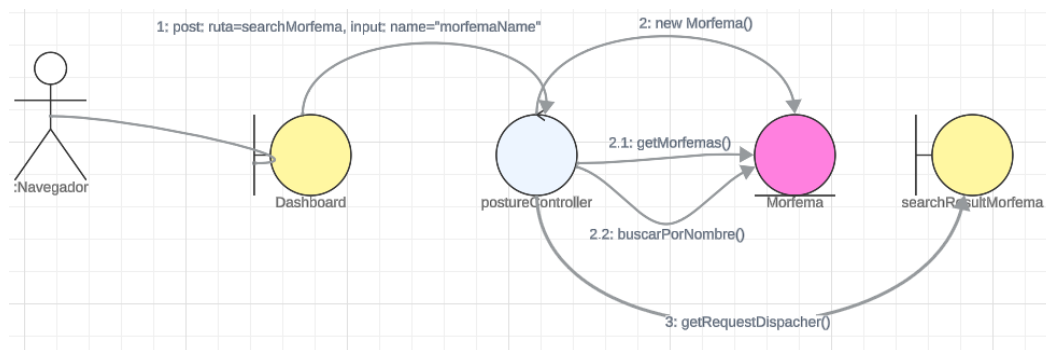 1: post: ruta=searchMorfema, input: name="morfemaName"
2: new Morfema()
2.1: getMorfemas()
:Navegador
Dashboard
postureController
Morfema
searchResultMorfema
2.2: buscarPorNombre()
3: getRequestDispacher()